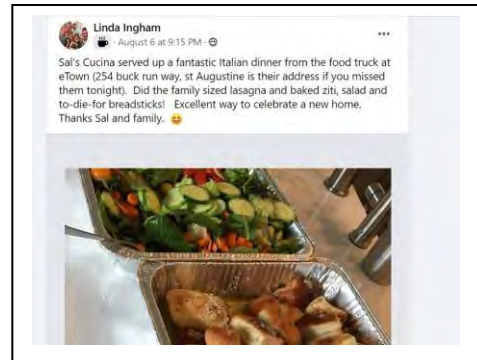 Linda Ingham
· August 6 at 9:15 PM ·
Sal's Cucina served up a fantastic Italian dinner from the food truck at
eTown (254 buck run way, st Augustine is their address if you missed
them tonight). Did the family sized lasagna and baked ziti, salad and
to-die-for breadsticks! Excellent way to celebrate a new home.
Thanks Sal and family. 😊